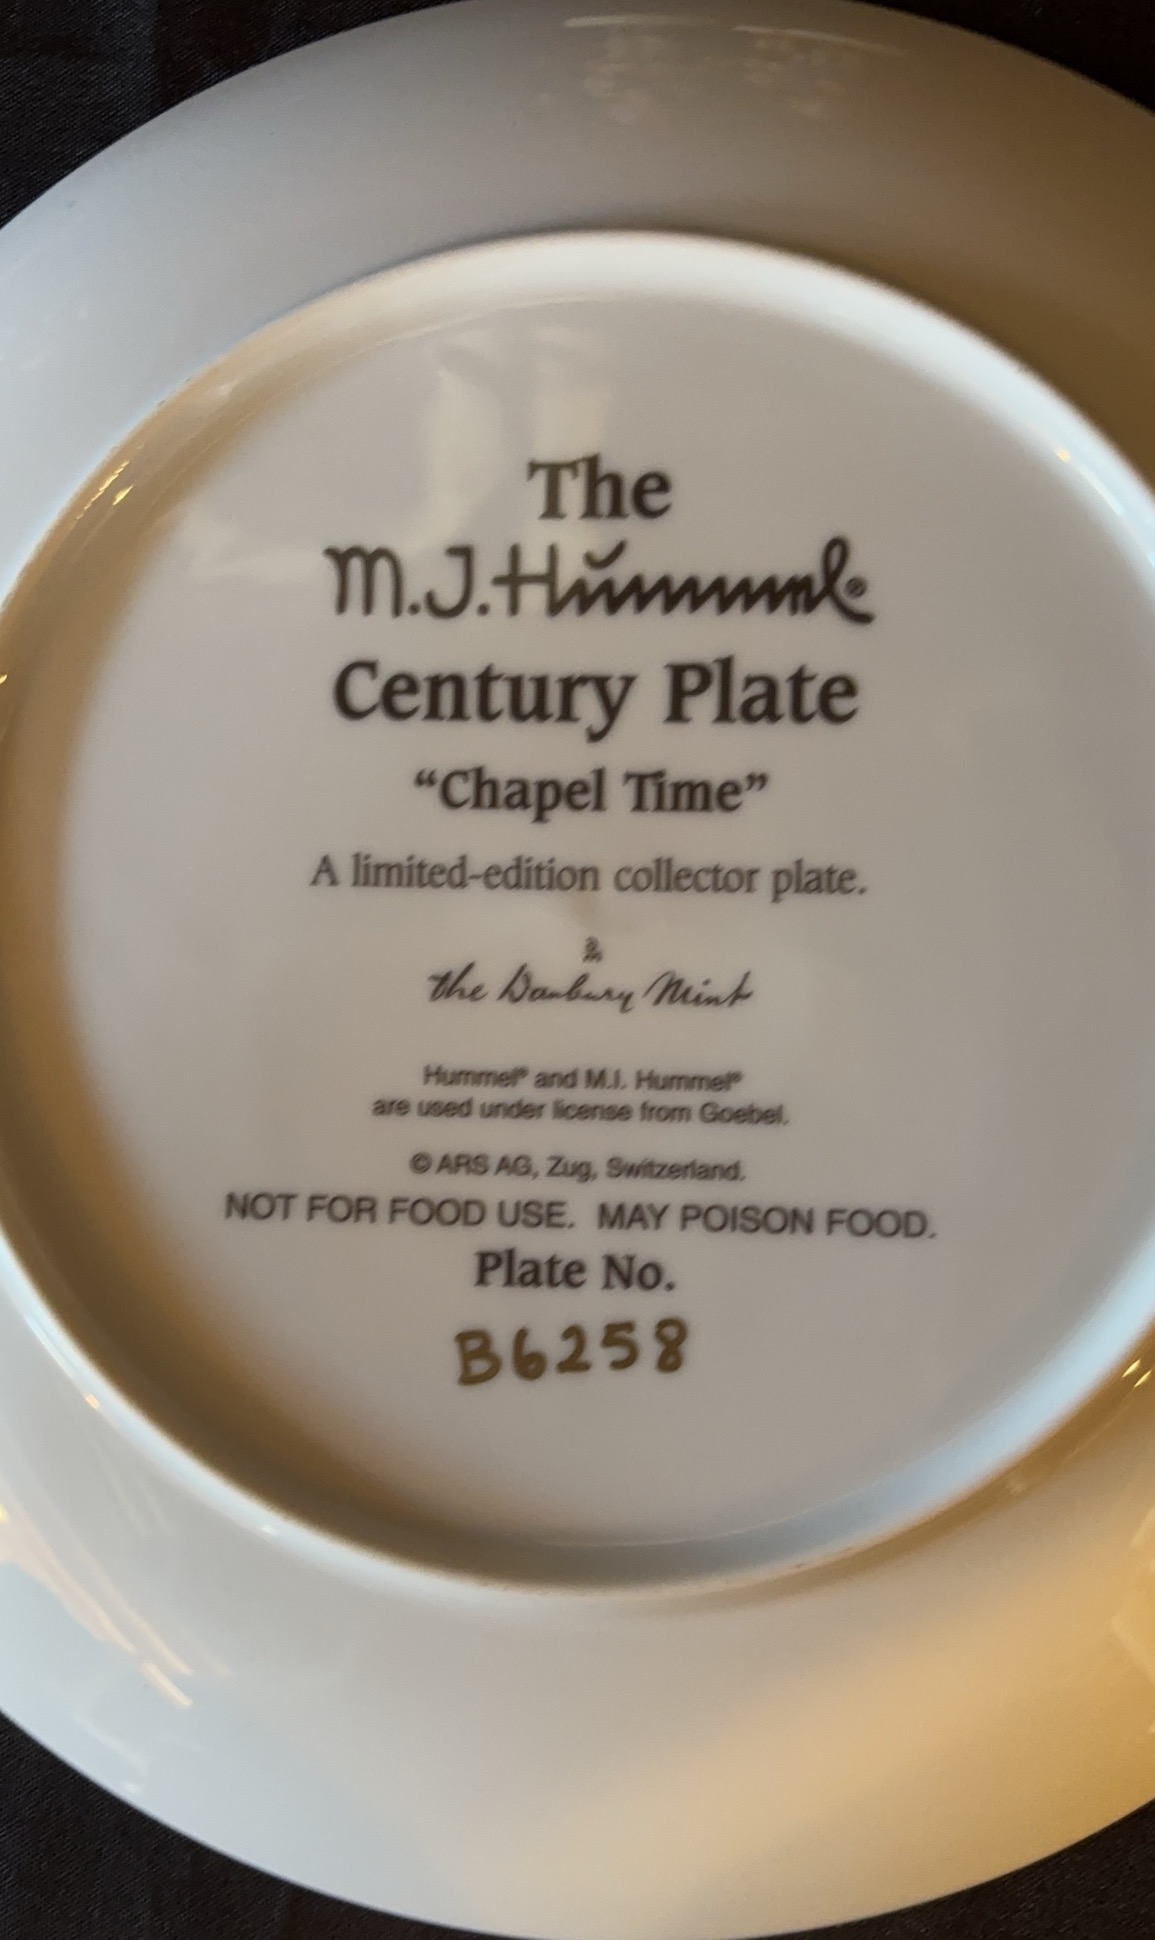 The
M.J. Hummel®
Century Plate
“Chapel Time”
A limited-edition collector plate.
the Danbury Mint
Hummel® and M.I. Hummel®
are used under license from Goebel.
© ARS AG, Zug, Switzerland.
NOT FOR FOOD USE. MAY POISON FOOD.
Plate No.
B6258